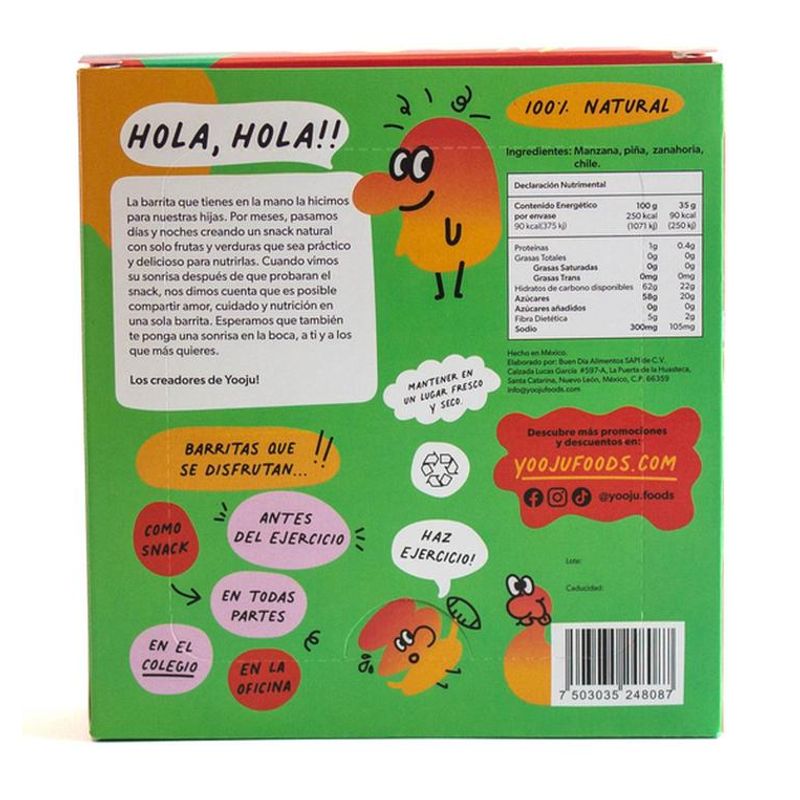 HOLA, HOLA!!
La barrita que tienes en la mano la hicimos
para nuestras hijas. Por meses, pasamos
días y noches creando un snack natural
con solo frutas y verduras que sea práctico
y delicioso para nutrirlas. Cuando vimos
su sonrisa después de que probaran el
snack, nos dimos cuenta que es posible
compartir amor, cuidado y nutrición en
una sola barrita. Esperamos que también
te ponga una sonrisa en la boca, a ti y a los
que más quieres.
Los creadores de Yooju!
100% NATURAL
Ingredientes: Manzana, piña, zanahoria,
chile.
Declaración Nutrimental
Contenido Energético 100 g 35 g
por envase 250 kcal 90 kcal
90 kcal(375 kj) (1071 kj) (250 kj)
Proteínas 1g 0.4g
Grasas Totales 0g 0g
Grasas Saturadas 0g 0g
Grasas Trans 0mg 0mg
Hidratos de carbono disponibles 62g 22g
Azúcares 58g 20g
Azúcares añadidos 0g 0g
Fibra Dietética 5g 2g
Sodio 300mg 105mg
Hecho en México.
Elaborado por: Buen Día Alimentos SAPI de C.V.
Calzada Lucas García #597-A, La Puerta de la Huasteca,
Santa Catarina, Nuevo León, México, C.P. 66359
info@yoojufoods.com
MANTENER EN
UN LUGAR FRESCO
Y SECO.
Descubre más promociones
y descuentos en:
YOOJUFOODS.COM
@yooju.foods
BARRITAS QUE
SE DISFRUTAN...!!
COMO
SNACK
ANTES
DEL EJERCICIO
EN TODAS
PARTES
EN EL
COLEGIO
EN LA
OFICINA
HAZ
EJERCICIO!
Lote:
Caducidad:
7 503035 248087